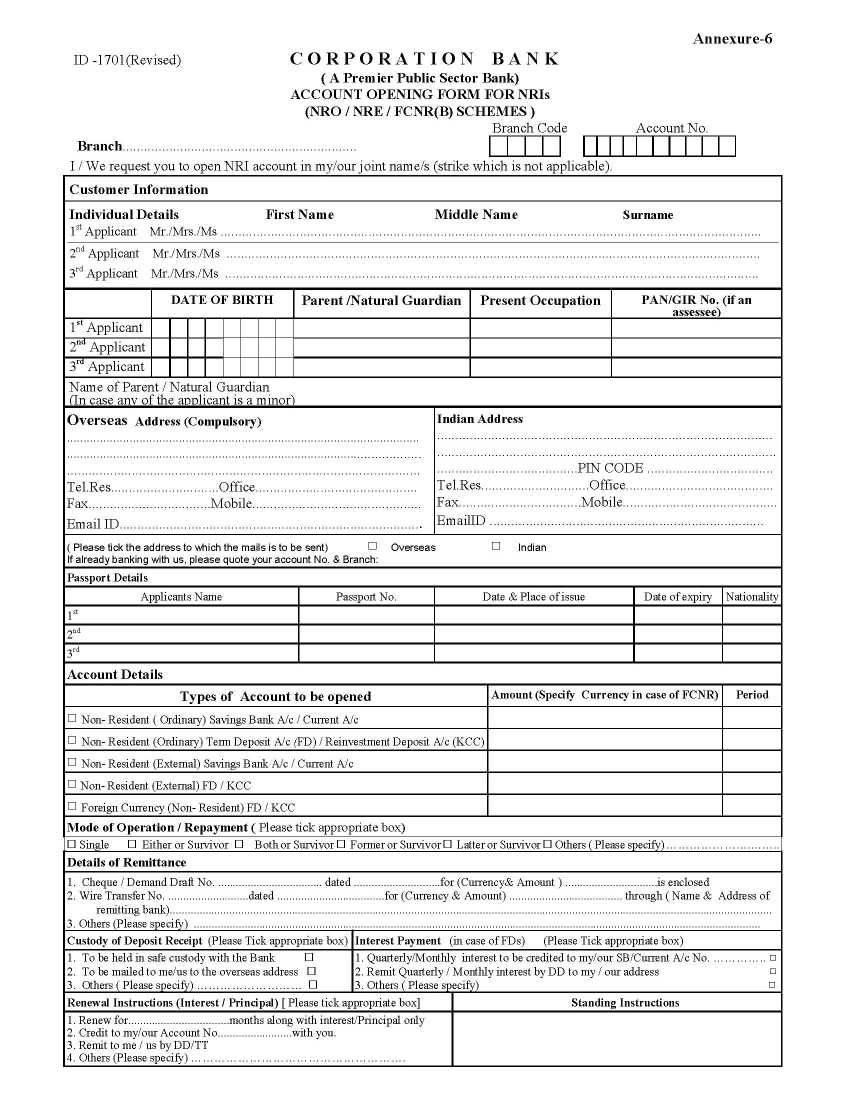 Annexure-6
ID -1701(Revised) CORPORATION BANK
( A Premier Public Sector Bank)
ACCOUNT OPENING FORM FOR NRIs
(NRO / NRE / FCNR(B) SCHEMES )
Branch Code Account No.
Branch.................................................................
I / We request you to open NRI account in my/our joint name/s (strike which is not applicable).
Customer Information
Individual Details First Name Middle Name Surname
1st Applicant Mr./Mrs./Ms ..........................................................................................
2nd Applicant Mr./Mrs./Ms ..........................................................................................
3rd Applicant Mr./Mrs./Ms ..........................................................................................
DATE OF BIRTH Parent /Natural Guardian Present Occupation PAN/GIR No. (if an
assessee)
1st Applicant
2nd Applicant
3rd Applicant
Name of Parent / Natural Guardian
(In case any of the applicant is a minor)
Overseas Address (Compulsory) Indian Address
.......................................................... ..........................................................
.......................................................... ..........................................................
.......................................................... ..............................PIN CODE ..............................
Tel.Res..............................Office.............................. Tel.Res..............................Office..............................
Fax..............................Mobile.............................. Fax..............................Mobile..............................
Email ID.......................................................... EmailID ..........................................................
( Please tick the address to which the mails is to be sent) ☐ Overseas ☐ Indian
If already banking with us, please quote your account No. & Branch:
Passport Details
Applicants Name Passport No. Date & Place of issue Date of expiry Nationality
1st
2nd
3rd
Account Details
Types of Account to be opened Amount (Specify Currency in case of FCNR) Period
☐ Non- Resident ( Ordinary) Savings Bank A/c / Current A/c
☐ Non- Resident (Ordinary) Term Deposit A/c (FD) / Reinvestment Deposit A/c (KCC)
☐ Non- Resident (External) Savings Bank A/c / Current A/c
☐ Non- Resident (External) FD / KCC
☐ Foreign Currency (Non- Resident) FD / KCC
Mode of Operation / Repayment ( Please tick appropriate box)
☐ Single ☐ Either or Survivor ☐ Both or Survivor ☐ Former or Survivor ☐ Latter or Survivor ☐ Others ( Please specify)..............................
Details of Remittance
1. Cheque / Demand Draft No. .............................. dated ..............................for (Currency& Amount ) ..............................is enclosed
2. Wire Transfer No. ..............................dated ..............................for (Currency & Amount) .............................. through ( Name & Address of
remitting bank)..........................................................................................
3. Others (Please specify) ..........................................................................................
Custody of Deposit Receipt (Please Tick appropriate box) Interest Payment (in case of FDs) (Please Tick appropriate box)
1. To be held in safe custody with the Bank ☐ 1. Quarterly/Monthly interest to be credited to my/our SB/Current A/c No. .............. ☐
2. To be mailed to me/us to the overseas address ☐ 2. Remit Quarterly / Monthly interest by DD to my / our address ☐
3. Others ( Please specify) .............................. ☐ 3. Others ( Please specify) ☐
Renewal Instructions (Interest / Principal) [ Please tick appropriate box] Standing Instructions
1. Renew for..............................months along with interest/Principal only
2. Credit to my/our Account No..........................with you.
3. Remit to me / us by DD/TT
4. Others (Please specify) ..............................................